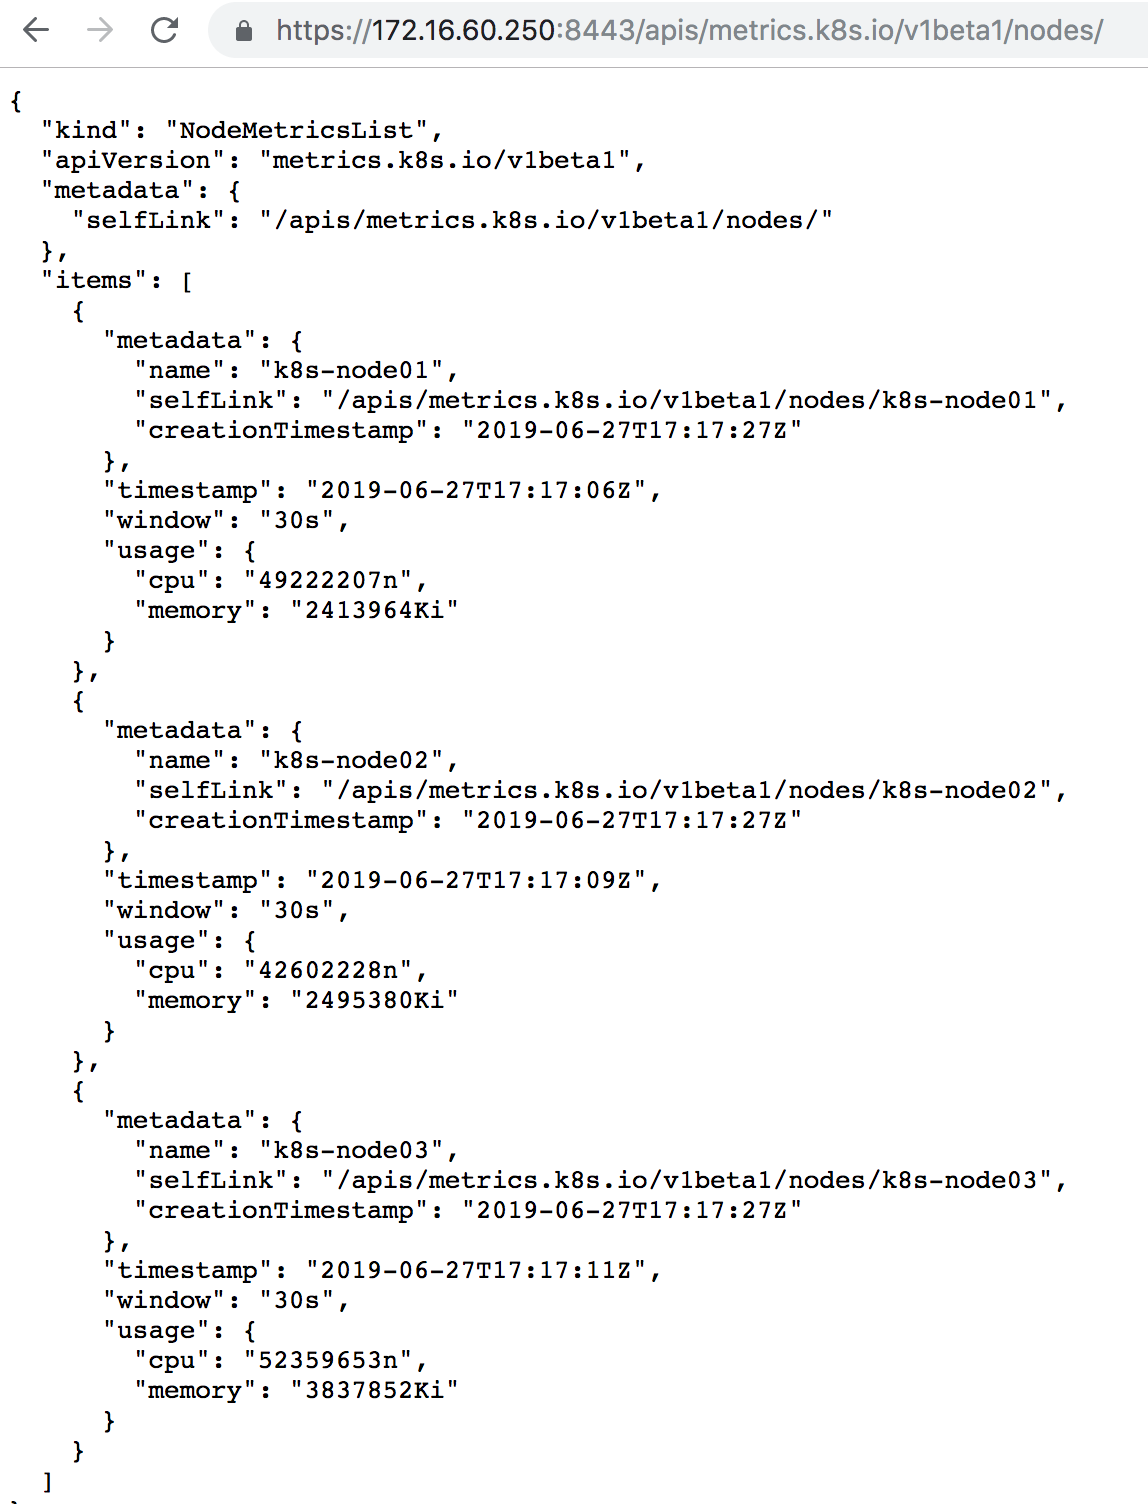 https://172.16.60.250:8443/apis/metrics.k8s.io/v1beta1/nodes/
{
  "kind": "NodeMetricsList",
  "apiVersion": "metrics.k8s.io/v1beta1",
  "metadata": {
    "selfLink": "/apis/metrics.k8s.io/v1beta1/nodes/"
  },
  "items": [
    {
      "metadata": {
        "name": "k8s-node01",
        "selfLink": "/apis/metrics.k8s.io/v1beta1/nodes/k8s-node01",
        "creationTimestamp": "2019-06-27T17:17:27Z"
      },
      "timestamp": "2019-06-27T17:17:06Z",
      "window": "30s",
      "usage": {
        "cpu": "49222207n",
        "memory": "2413964Ki"
      }
    },
    {
      "metadata": {
        "name": "k8s-node02",
        "selfLink": "/apis/metrics.k8s.io/v1beta1/nodes/k8s-node02",
        "creationTimestamp": "2019-06-27T17:17:27Z"
      },
      "timestamp": "2019-06-27T17:17:09Z",
      "window": "30s",
      "usage": {
        "cpu": "42602228n",
        "memory": "2495380Ki"
      }
    },
    {
      "metadata": {
        "name": "k8s-node03",
        "selfLink": "/apis/metrics.k8s.io/v1beta1/nodes/k8s-node03",
        "creationTimestamp": "2019-06-27T17:17:27Z"
      },
      "timestamp": "2019-06-27T17:17:11Z",
      "window": "30s",
      "usage": {
        "cpu": "52359653n",
        "memory": "3837852Ki"
      }
    }
  ]